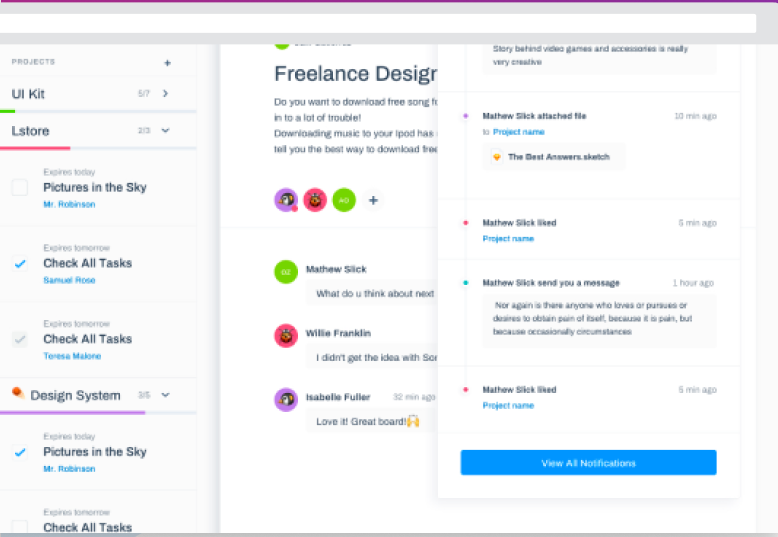 PROJECTS
+
UI Kit 5/7
Lstore 2/3
Expires today
Pictures in the Sky
Mr. Robinson
Expires tomorrow
Check All Tasks
Samuel Rose
Expires tomorrow
Check All Tasks
Teresa Malone
Design System 3/5
Expires today
Pictures in the Sky
Mr. Robinson
Expires tomorrow
Check All Tasks
Freelance Design
Do you want to download free song fo
in to a lot of trouble!
Downloading music to your Ipod has
tell you the best way to download free
AO
+
OZ
Mathew Slick
What do u think about next
Willie Franklin
I didn't get the idea with Son
Isabelle Fuller 32 min ago
Love it! Great board!🙌
Story behind video games and accessories is really
very creative
Mathew Slick attached file 10 min ago
to Project name
The Best Answers.sketch
Mathew Slick liked 5 min ago
Project name
Mathew Slick send you a message 1 hour ago
Nor again is there anyone who loves or pursues or
desires to obtain pain of itself, because it is pain, but
because occasionally circumstances
Mathew Slick liked 5 min ago
Project name
View All Notifications